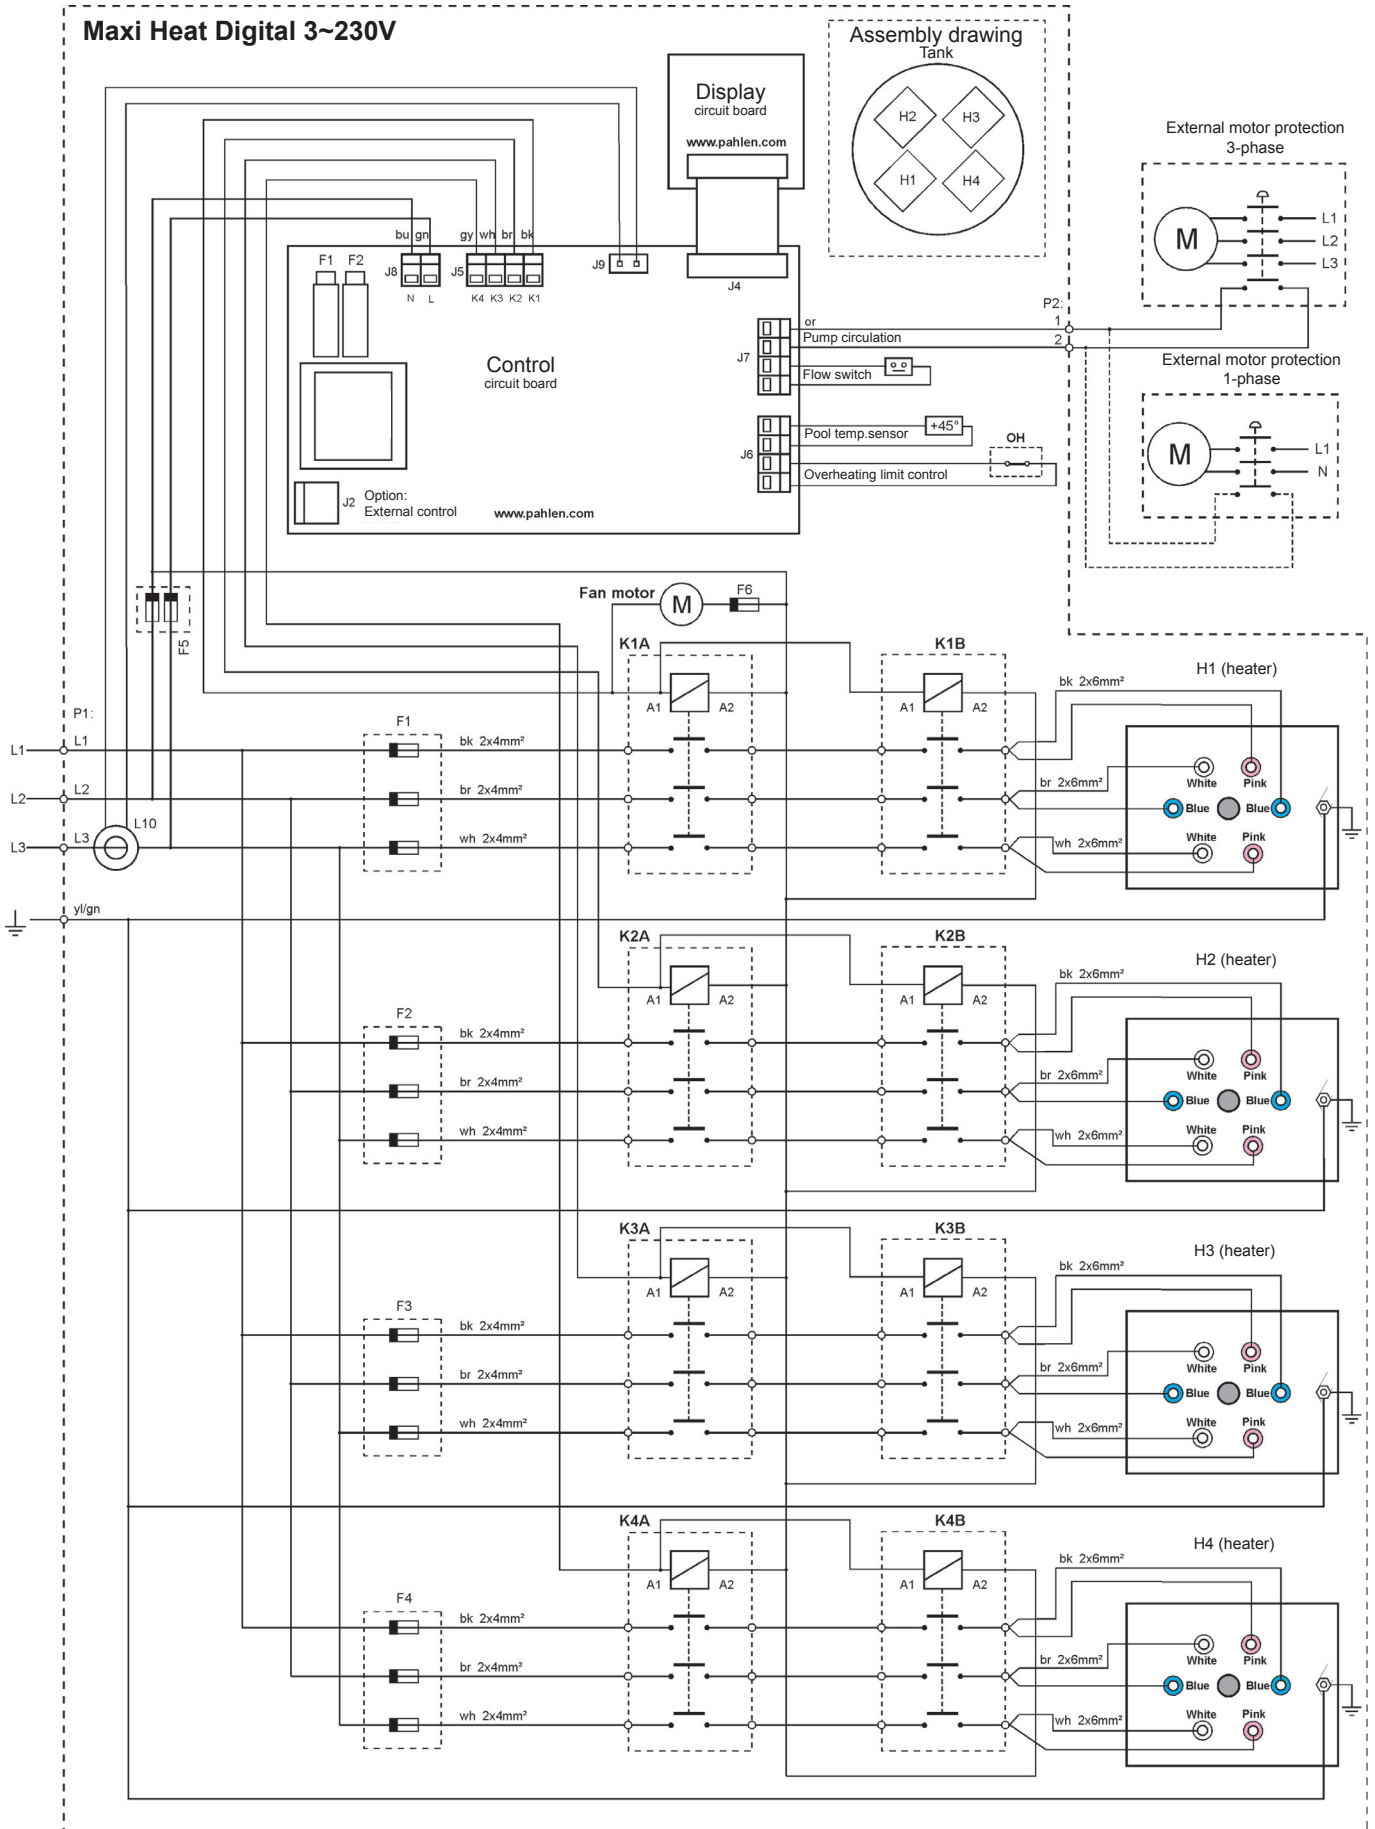 Maxi Heat Digital 3~230V
Assembly drawing
Tank
H2
H3
H1
H4
Display
circuit board
www.pahlen.com
External motor protection
3-phase
M
L1
L2
L3
bu gn
gy wh br bk
F1 F2
J8
J5
J9
J4
N L
K4 K3 K2 K1
Control
circuit board
P2:
or
1
Pump circulation
2
J7
Flow switch
External motor protection
1-phase
M
L1
N
Pool temp.sensor
+45°
J6
OH
Overheating limit control
J2
Option:
External control
www.pahlen.com
F5
Fan motor
M
F6
K1A
K1B
H1 (heater)
A1 A2
A1 A2
bk 2x6mm²
P1:
F1
L1
L1
bk 2x4mm²
L2
L2
br 2x4mm²
br 2x6mm²
L3
L3
L10
wh 2x4mm²
wh 2x6mm²
White
Pink
Blue
Blue
White
Pink
yl/gn
K2A
K2B
H2 (heater)
A1 A2
A1 A2
bk 2x6mm²
F2
bk 2x4mm²
br 2x4mm²
br 2x6mm²
wh 2x4mm²
wh 2x6mm²
White
Pink
Blue
Blue
White
Pink
K3A
K3B
H3 (heater)
A1 A2
A1 A2
bk 2x6mm²
F3
bk 2x4mm²
br 2x4mm²
br 2x6mm²
wh 2x4mm²
wh 2x6mm²
White
Pink
Blue
Blue
White
Pink
K4A
K4B
H4 (heater)
A1 A2
A1 A2
bk 2x6mm²
F4
bk 2x4mm²
br 2x4mm²
br 2x6mm²
wh 2x4mm²
wh 2x6mm²
White
Pink
Blue
Blue
White
Pink